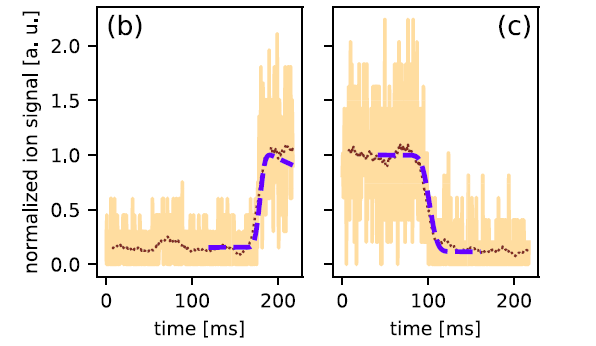 (b)
(c)
normalized ion signal [a. u.]
2.0
1.5
1.0
0.5
0.0
0
100
200
0
100
200
time [ms]
time [ms]